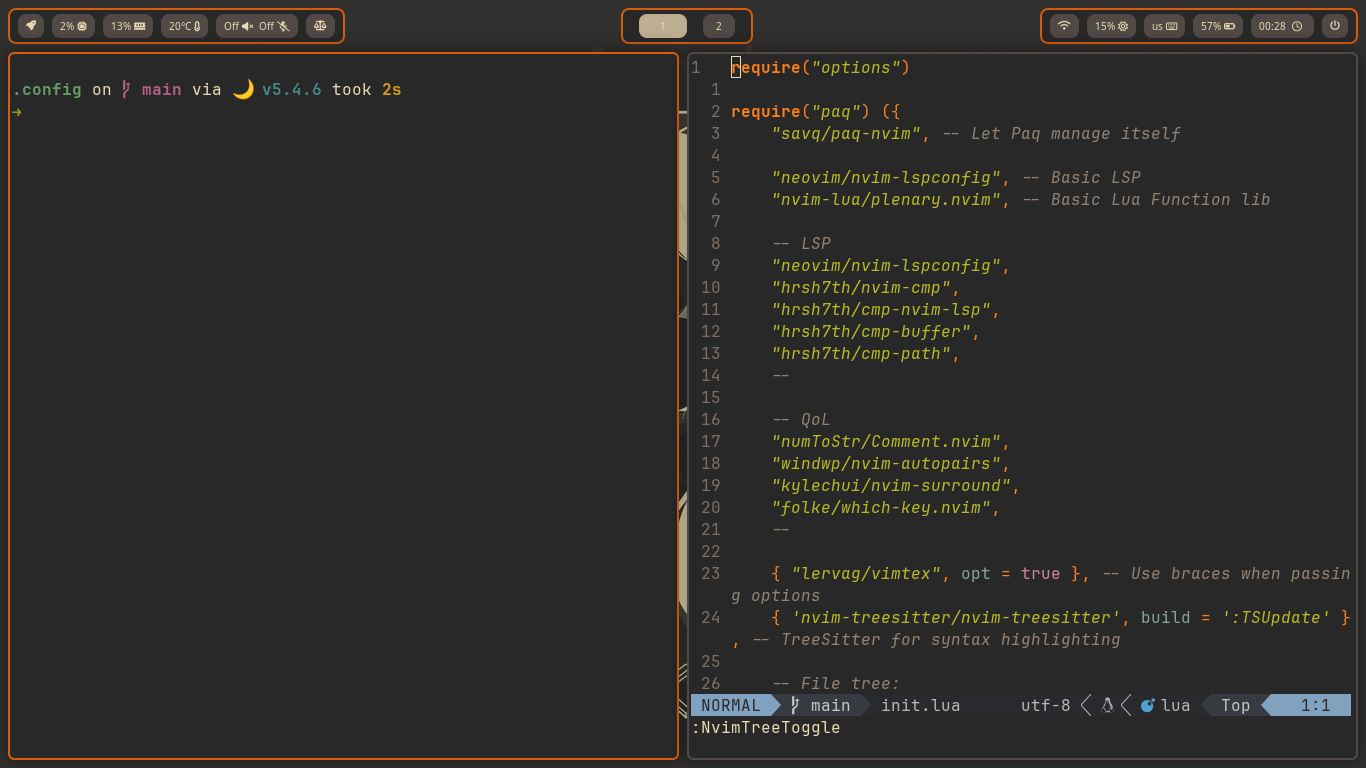 2%
13%
20°C
Off Off
1
2
15%
us
57%
00:28
.config on main via v5.4.6 took 2s
→
1 require("options")
1
2 require("paq") ({
3 "savq/paq-nvim", -- Let Paq manage itself
4
5 "neovim/nvim-lspconfig", -- Basic LSP
6 "nvim-lua/plenary.nvim", -- Basic Lua Function lib
7
8 -- LSP
9 "neovim/nvim-lspconfig",
10 "hrsh7th/nvim-cmp",
11 "hrsh7th/cmp-nvim-lsp",
12 "hrsh7th/cmp-buffer",
13 "hrsh7th/cmp-path",
14 --
15
16 -- QoL
17 "numToStr/Comment.nvim",
18 "windwp/nvim-autopairs",
19 "kylechui/nvim-surround",
20 "folke/which-key.nvim",
21 --
22
23 { "lervag/vimtex", opt = true }, -- Use braces when passin
g options
24 { 'nvim-treesitter/nvim-treesitter', build = ':TSUpdate' }
, -- TreeSitter for syntax highlighting
25
26 -- File tree:
NORMAL main init.lua utf-8 lua Top 1:1
:NvimTreeToggle